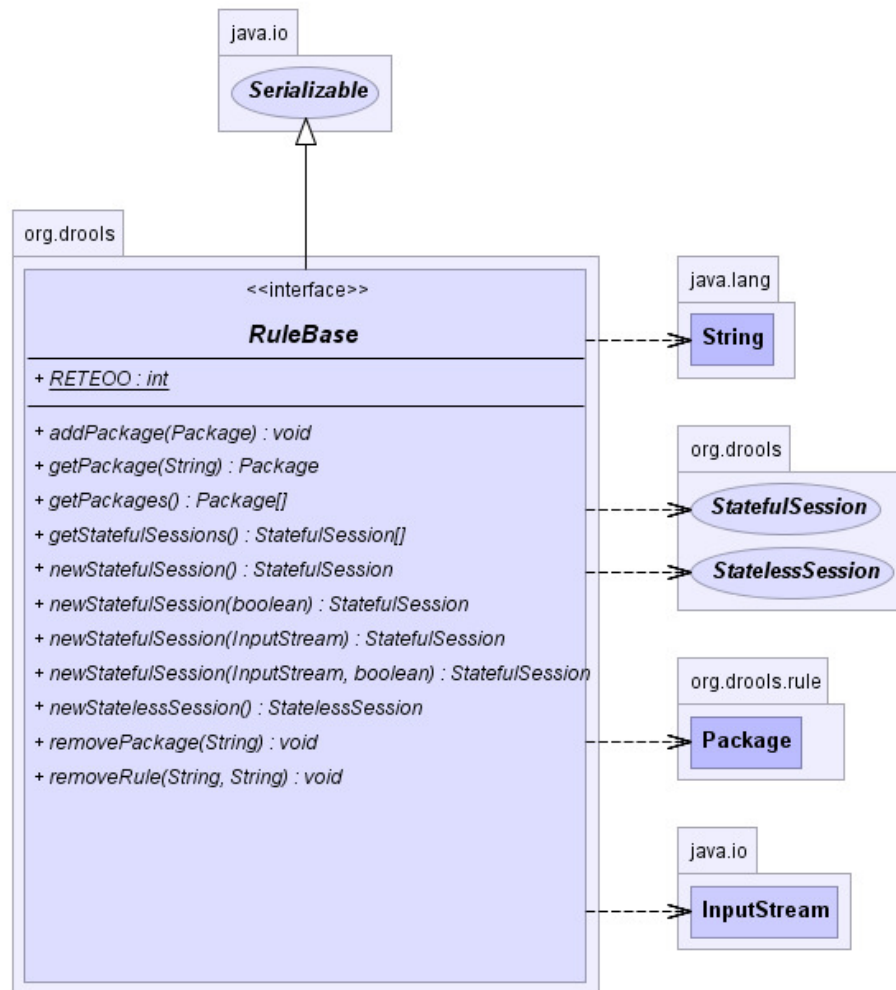 java.io
Serializable
org.drools
<<interface>>
RuleBase
+ RETEOO : int
+ addPackage(Package) : void
+ getPackage(String) : Package
+ getPackages() : Package[]
+ getStatefulSessions() : StatefulSession[]
+ newStatefulSession() : StatefulSession
+ newStatefulSession(boolean) : StatefulSession
+ newStatefulSession(InputStream) : StatefulSession
+ newStatefulSession(InputStream, boolean) : StatefulSession
+ newStatelessSession() : StatelessSession
+ removePackage(String) : void
+ removeRule(String, String) : void
java.lang
String
org.drools
StatefulSession
StatelessSession
org.drools.rule
Package
java.io
InputStream